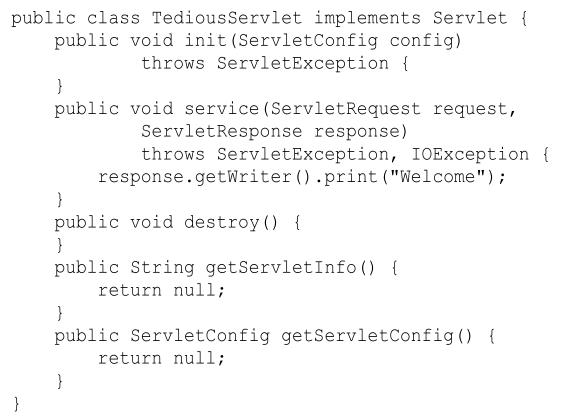 public class TediousServlet implements Servlet {
    public void init(ServletConfig config)
            throws ServletException {
    }
    public void service(ServletRequest request,
            ServletResponse response)
            throws ServletException, IOException {
        response.getWriter().print("Welcome");
    }
    public void destroy() {
    }
    public String getServletInfo() {
        return null;
    }
    public ServletConfig getServletConfig() {
        return null;
    }
}